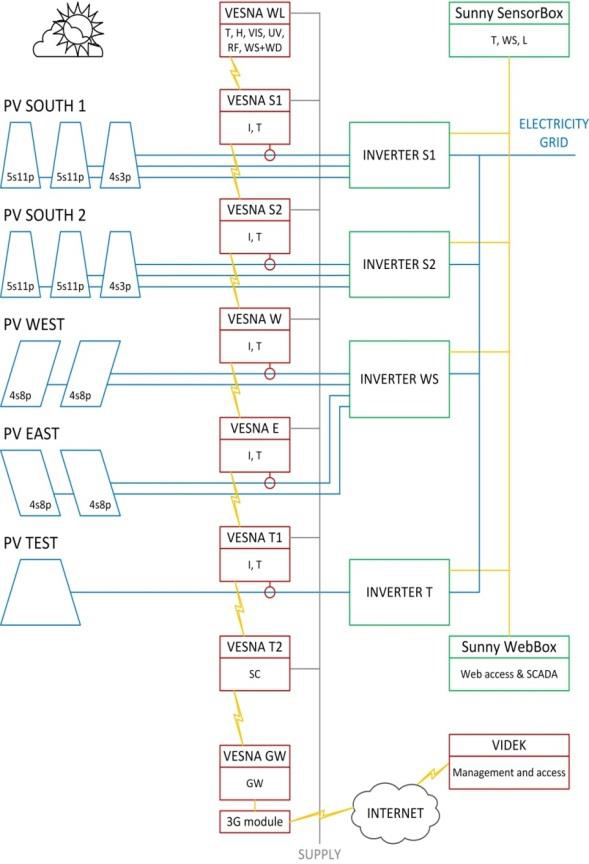 VESNA WL
T, H, VIS, UV,
RF, WS+WD
Sunny SensorBox
T, WS, L
PV SOUTH 1
5s11p
5s11p
4s3p
VESNA S1
I, T
INVERTER S1
ELECTRICITY
GRID
PV SOUTH 2
5s11p
5s11p
4s3p
VESNA S2
I, T
INVERTER S2
PV WEST
4s8p
4s8p
VESNA W
I, T
INVERTER WS
PV EAST
4s8p
4s8p
VESNA E
I, T
PV TEST
VESNA T1
I, T
INVERTER T
VESNA T2
SC
Sunny WebBox
Web access & SCADA
VESNA GW
GW
3G module
INTERNET
VIDEK
Management and access
SUPPLY